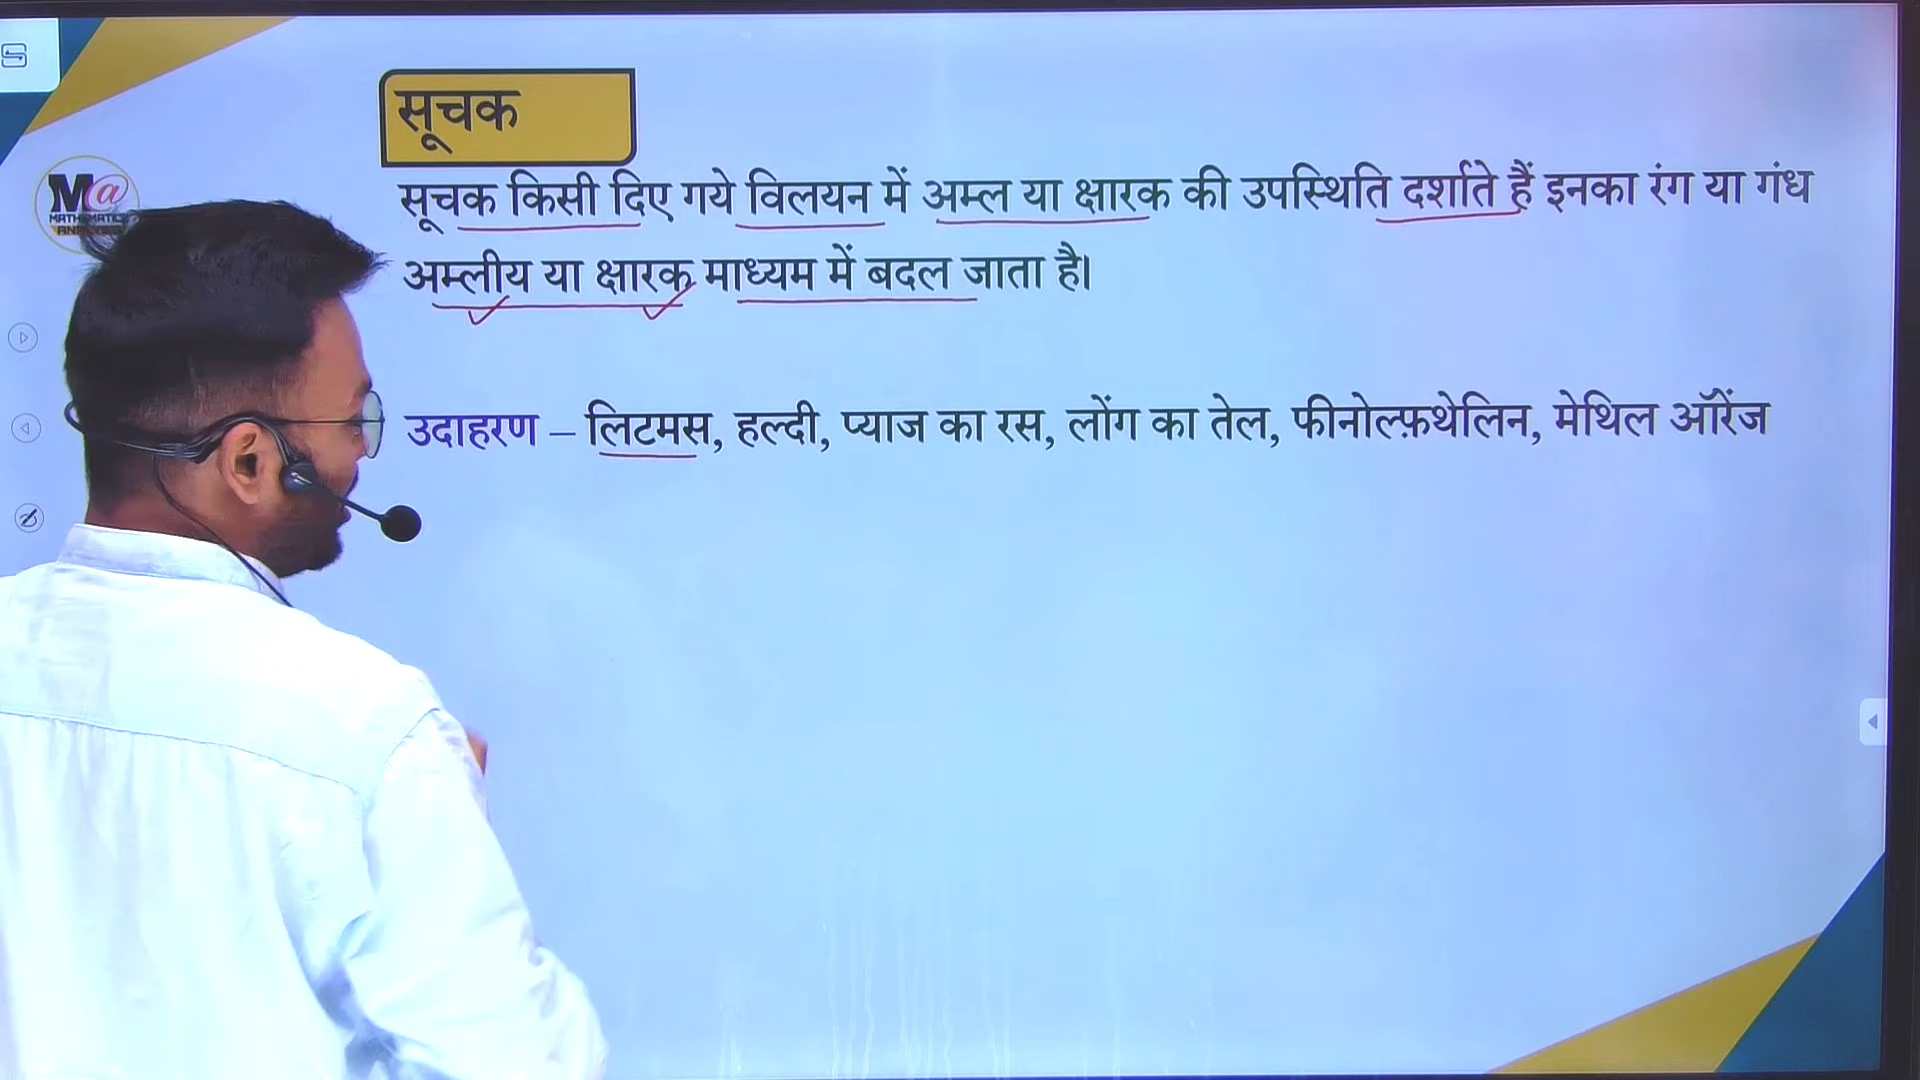 सूचक
सूचक किसी दिए गये विलयन में अम्ल या क्षारक की उपस्थिति दर्शाते हैं इनका रंग या गंध
M@
अम्लीय या क्षारक माध्यम में बदल जाता है।
उदाहरण – लिटमस, हल्दी, प्याज का रस, लोंग का तेल, फीनोल्फ़थेलिन, मेथिल ऑरेंज